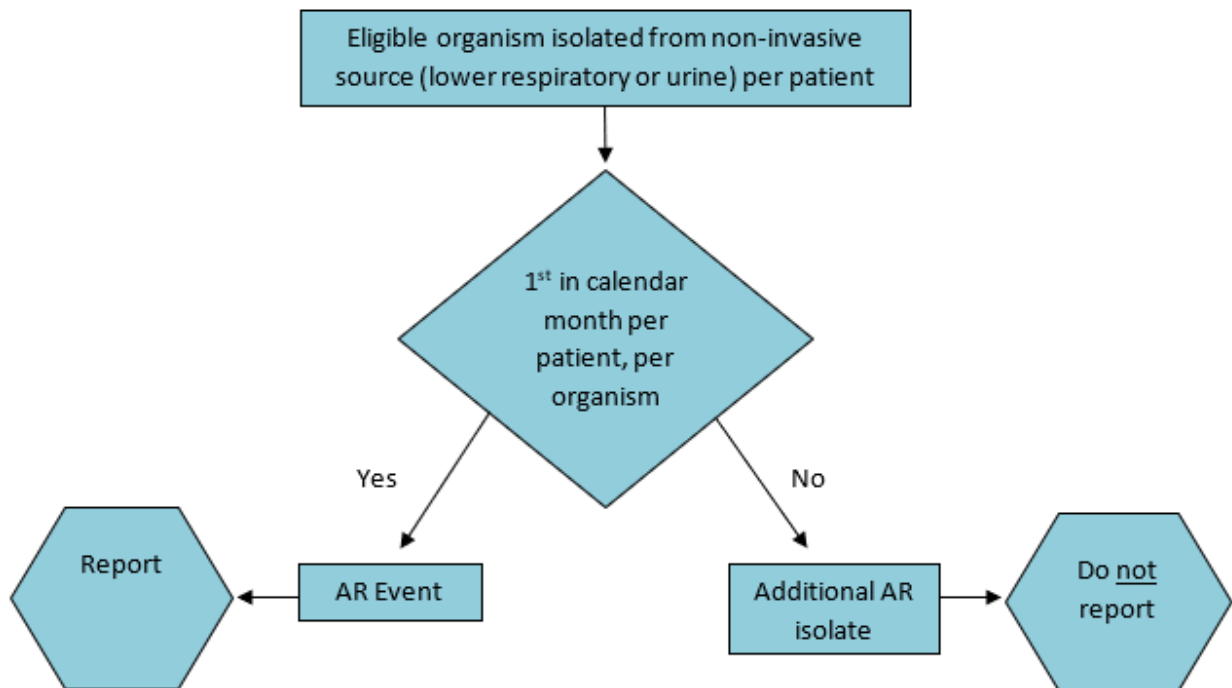 Eligible organism isolated from non-invasive
source (lower respiratory or urine) per patient
1st in calendar
month per
patient, per
organism
Yes
No
Report
AR Event
Additional AR
isolate
Do not
report